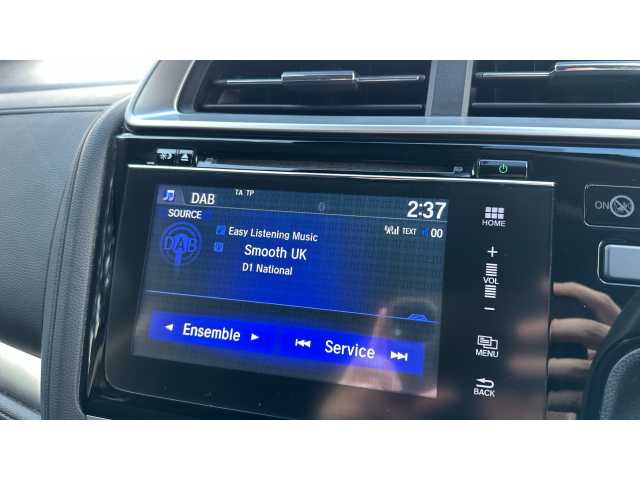 DAB
TA TP
2:37
SOURCE
DAB
Easy Listening Music
TEXT 00
Smooth UK
D1 National
Ensemble
Service
HOME
+
VOL
−
MENU
BACK
ON